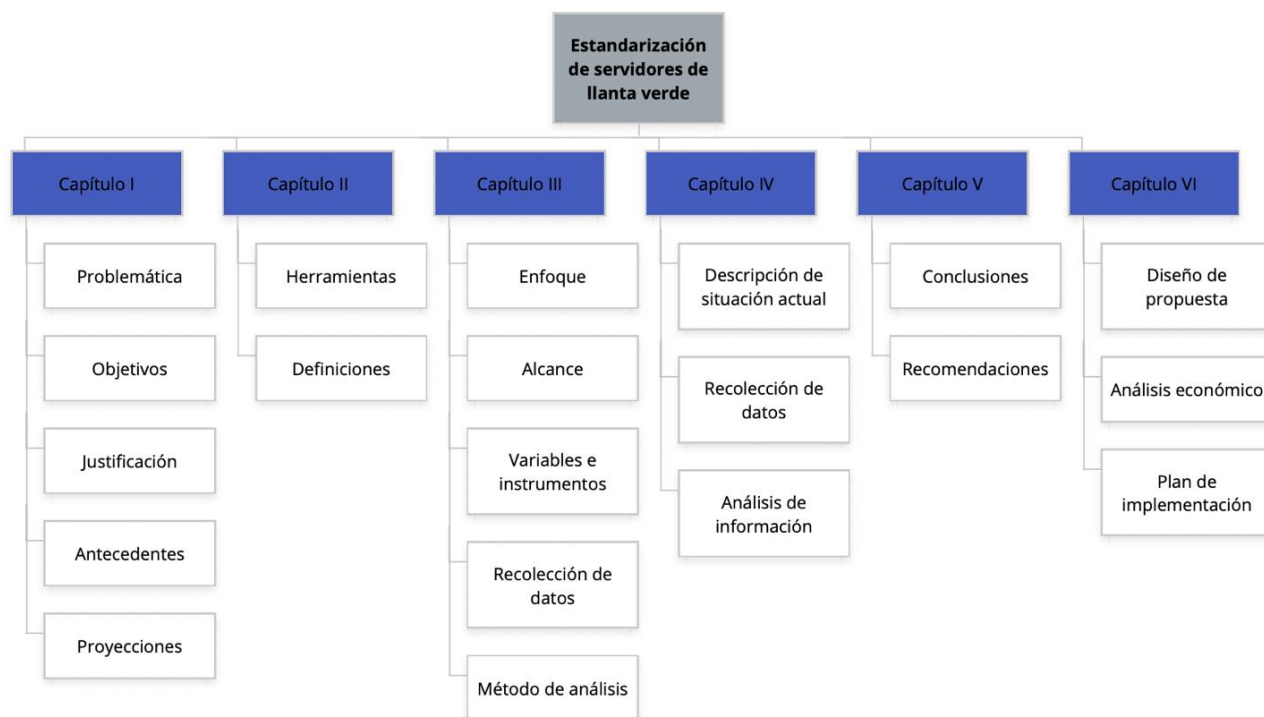 Estandarización
de servidores de
llanta verde
Capítulo I
Problemática
Objetivos
Justificación
Antecedentes
Proyecciones
Capítulo II
Herramientas
Definiciones
Capítulo III
Enfoque
Alcance
Variables e
instrumentos
Recolección de
datos
Método de análisis
Capítulo IV
Descripción de
situación actual
Recolección de
datos
Análisis de
información
Capítulo V
Conclusiones
Recomendaciones
Capítulo VI
Diseño de
propuesta
Análisis económico
Plan de
implementación